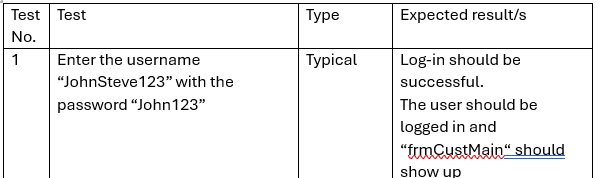 Test No. Test Type Expected result/s
1 Enter the username Typical Log-in should be
“JohnSteve123” with the successful.
password “John123” The user should be
logged in and
“frmCustMain“ should
show up